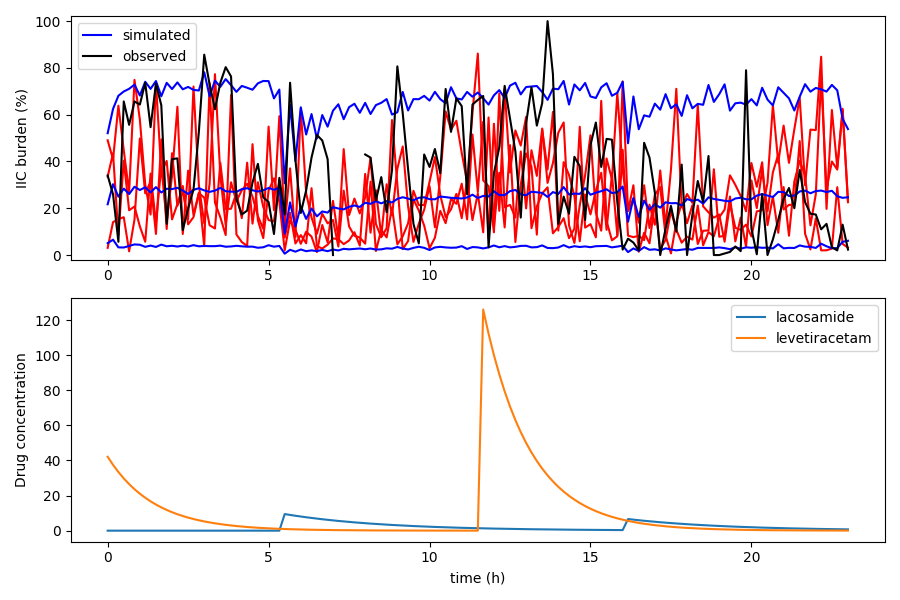 100
80
60
40
20
0
IIC burden (%)
simulated
observed
0 5 10 15 20
120
100
80
60
40
20
0
Drug concentration
lacosamide
levetiracetam
0 5 10 15 20
time (h)